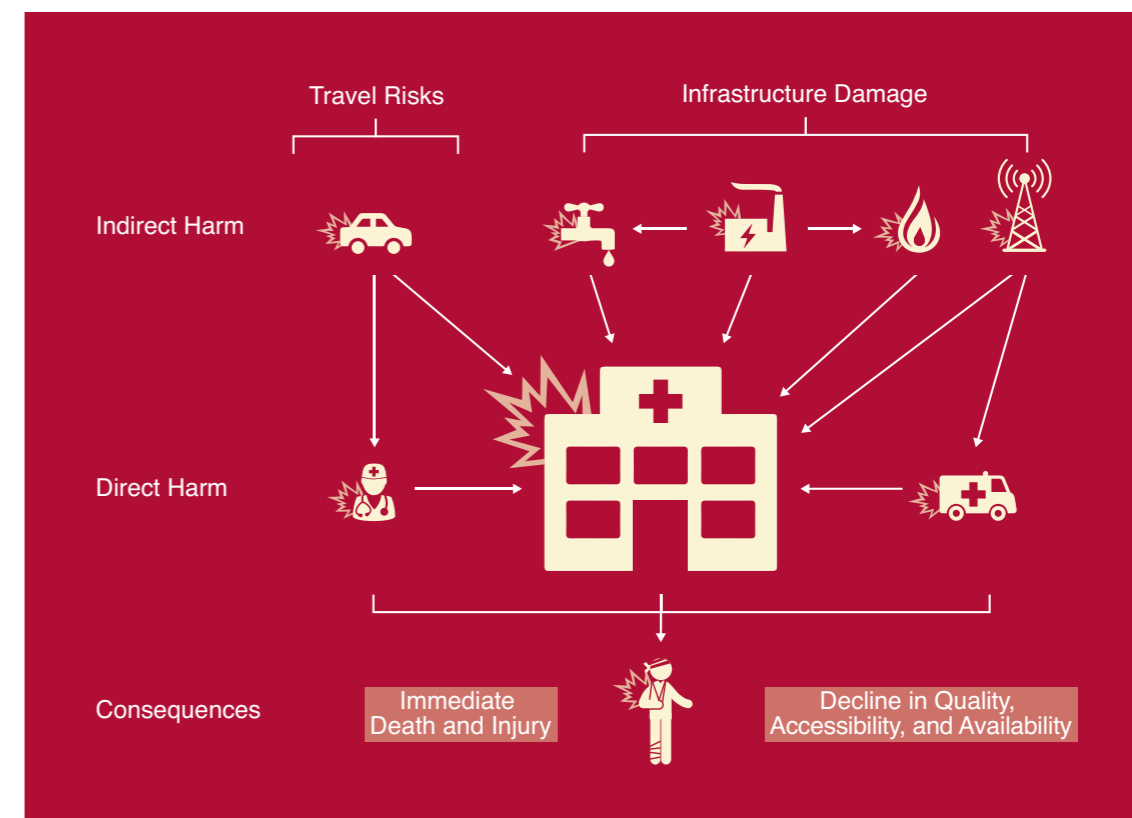 Travel Risks
Infrastructure Damage
Indirect Harm
Direct Harm
Consequences
Immediate
Death and Injury
Decline in Quality,
Accessibility, and Availability